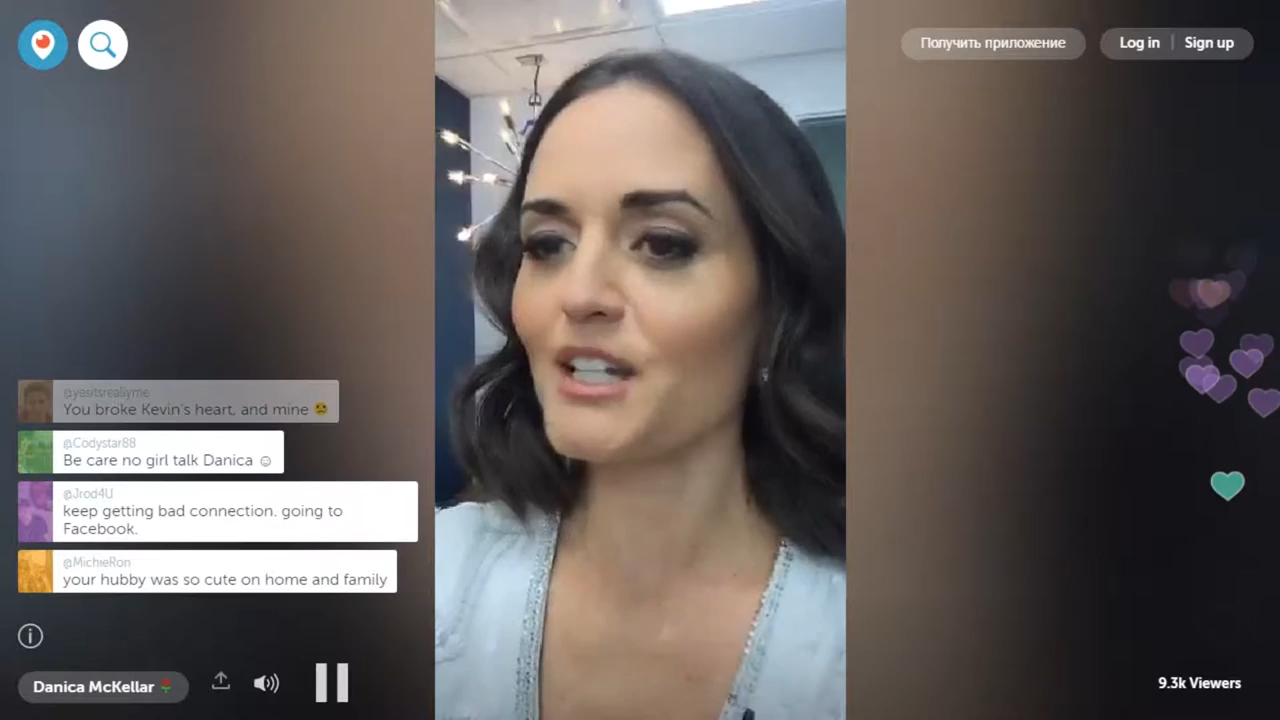 Получить приложение
Log in
Sign up
@yesitsreallyme
You broke Kevin's heart, and mine
@Codystar88
Be care no girl talk Danica ☺
@Jrod4U
keep getting bad connection. going to
Facebook.
@MichieRon
your hubby was so cute on home and family
Danica McKellar
9.3k Viewers